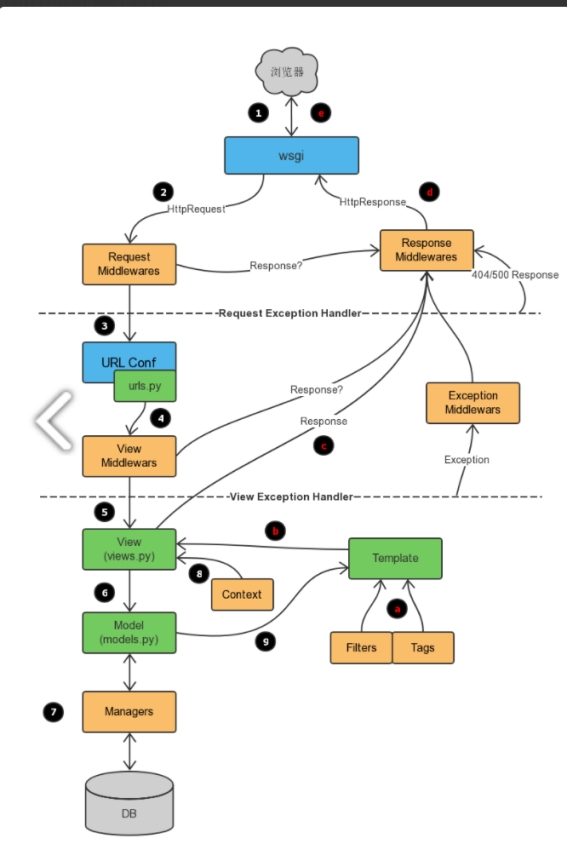 浏览器
1
e
wsgi
2
HttpRequest
HttpResponse
d
Request
Middlewares
Response?
Response
Middlewares
404/500 Response
Request Exception Handler
3
URL Conf
urls.py
4
View
Middlewars
Response?
Response
c
Exception
Middlewars
Exception
View Exception Handler
5
View
(views.py)
b
Template
8
Context
6
Model
(models.py)
9
a
Filters
Tags
7
Managers
DB